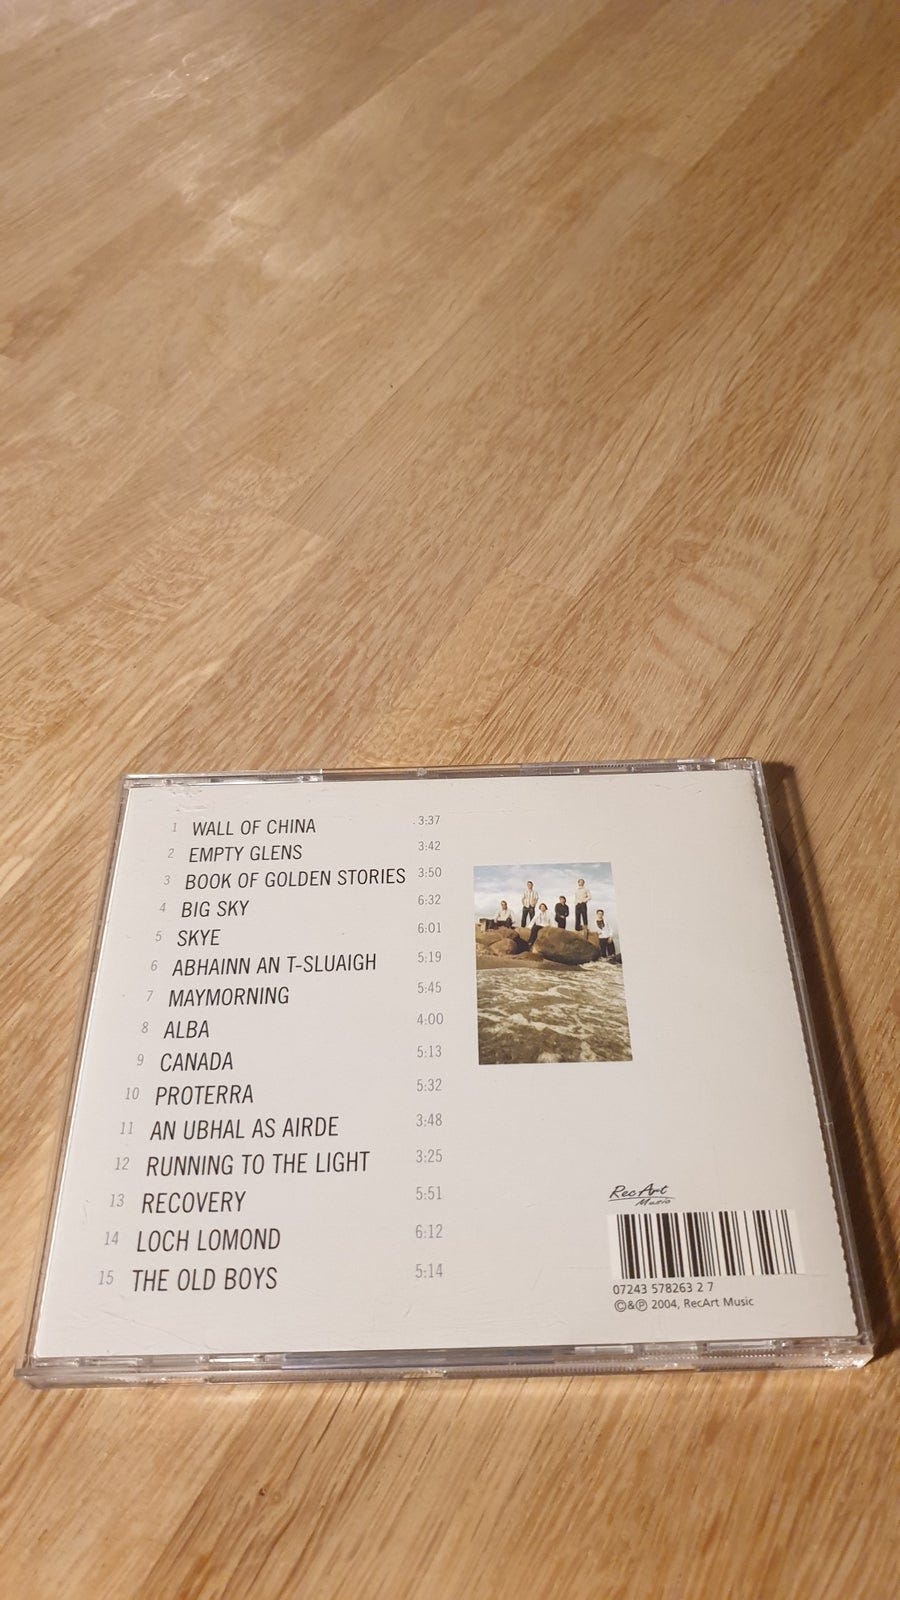 1 WALL OF CHINA 3:37
2 EMPTY GLENS 3:42
3 BOOK OF GOLDEN STORIES 3:50
4 BIG SKY 6:32
5 SKYE 6:01
6 ABHAINN AN T-SLUAIGH 5:19
7 MAYMORNING 5:45
8 ALBA 4:00
9 CANADA 5:13
10 PROTERRA 5:32
11 AN UBHAL AS AIRDE 3:48
12 RUNNING TO THE LIGHT 3:25
13 RECOVERY 5:51
14 LOCH LOMOND 6:12
15 THE OLD BOYS 5:14
RecArt
Music
07243 578263 2 7
©&℗ 2004, RecArt Music